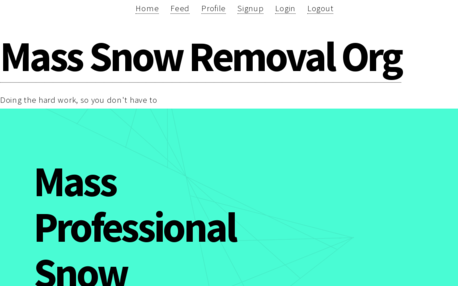 Home Feed Profile Signup Login Logout
Mass Snow Removal Org
Doing the hard work, so you don't have to
Mass
Professional
Snow